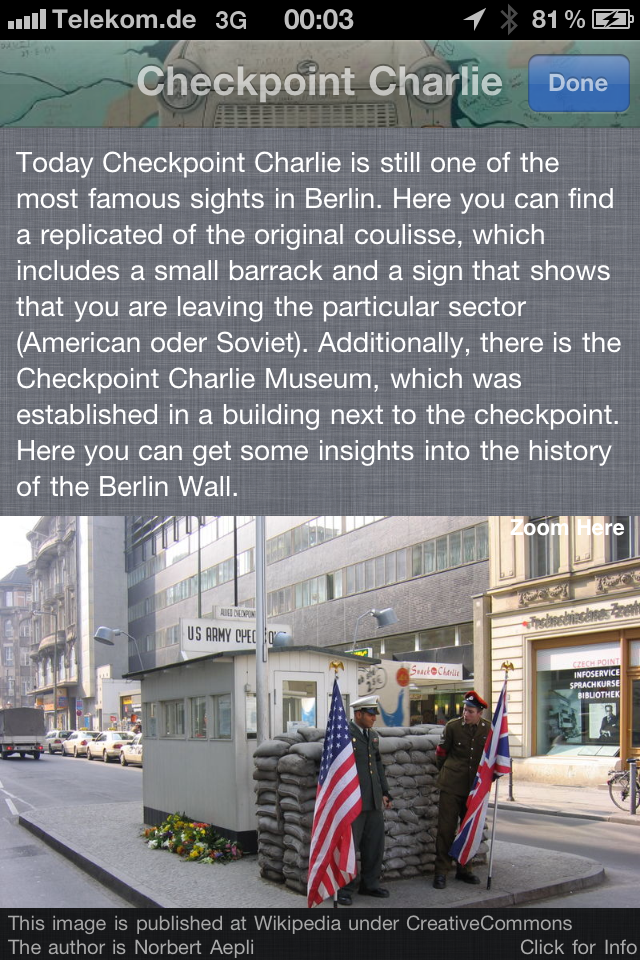 Telekom.de 3G 00:03 81 %
Checkpoint Charlie
Done
Today Checkpoint Charlie is still one of the
most famous sights in Berlin. Here you can find
a replicated of the original coulisse, which
includes a small barrack and a sign that shows
that you are leaving the particular sector
(American oder Soviet). Additionally, there is the
Checkpoint Charlie Museum, which was
established in a building next to the checkpoint.
Here you can get some insights into the history
of the Berlin Wall.
Zoom Here
ALLIED CHECKPOINT
US ARMY
Tschechisches
CZECH POINT
INFOSERVICE
SPRACHKURSE
BIBLIOTHEK
Snack Charlie
This image is published at Wikipedia under CreativeCommons
The author is Norbert Aepli
Click for Info